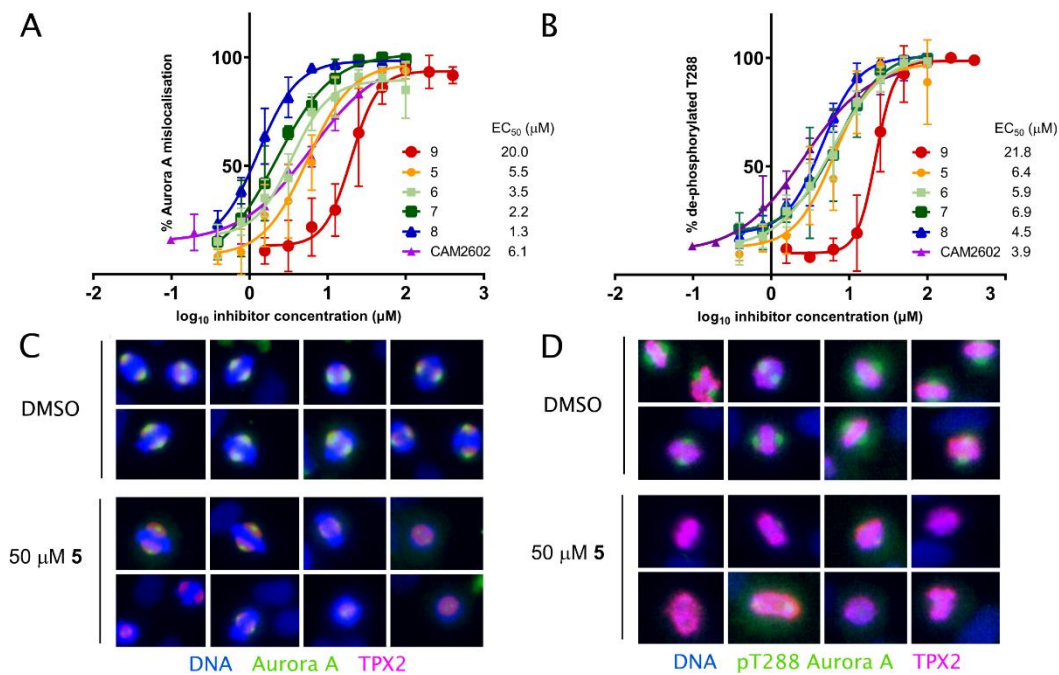 A
% Aurora A mislocalisation
100
50
-2 -1 0 1 2 3
log10 inhibitor concentration (µM)
EC50 (µM)
9 20.0
5 5.5
6 3.5
7 2.2
8 1.3
CAM2602 6.1
B
% de-phosphorylated T288
100
50
-2 -1 0 1 2 3
log10 inhibitor concentration (µM)
EC50 (µM)
9 21.8
5 6.4
6 5.9
7 6.9
8 4.5
CAM2602 3.9
C
DMSO
50 µM 5
DNA Aurora A TPX2
D
DMSO
50 µM 5
DNA pT288 Aurora A TPX2